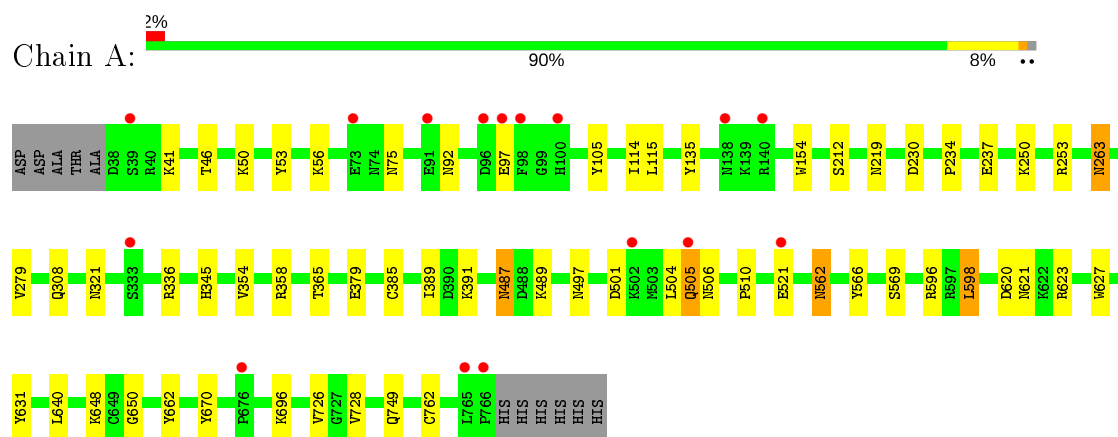 2%
Chain A:
90% 8% ••
ASP ASP ALA THR ALA D38 S39 R40 K41 T46 K50 Y53 K56 E73 N74 N75 E91 N92 D96 E97 F98 G99 H100 Y105 I114 L115 Y135 N138 K139 R140 W154 S212 N219 D230 P234 E237 K250 R253 N263
V279 Q308 N321 S333 R336 H345 V354 R358 T365 E379 C385 I389 D390 K391 N487 D488 K489 N497 D501 K502 M503 L504 Q505 N506 P510 E521 N562 Y566 S569 R596 R597 L598 D620 N621 K622 R623 W627
Y631 L640 K648 C649 G650 Y662 Y670 P676 K696 V726 G727 V728 Q749 C762 L765 P766 HIS HIS HIS HIS HIS HIS